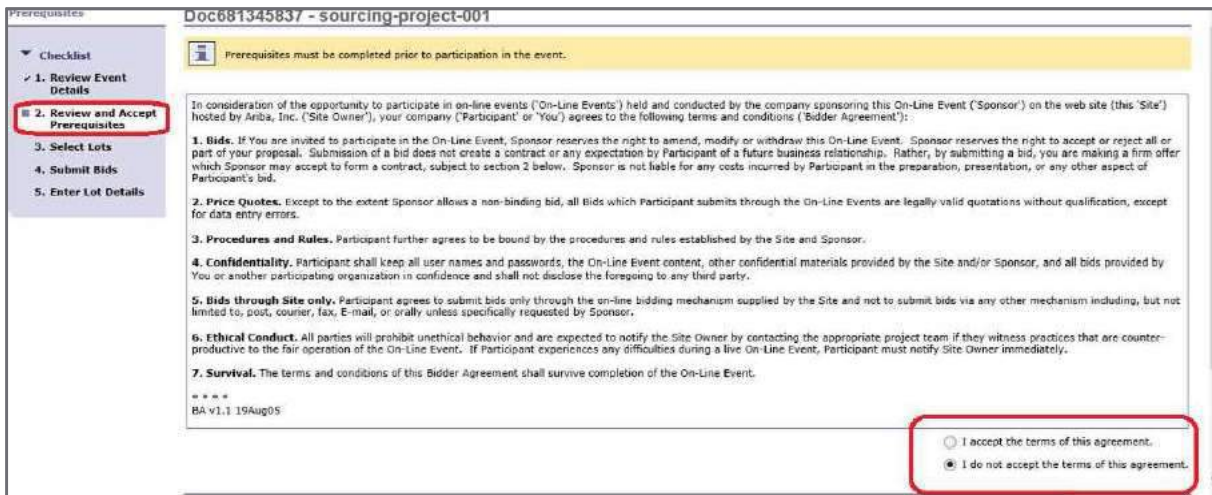 Prerequisites
Doc681345837 - sourcing-project-001
Checklist
1. Review Event
Details
2. Review and Accept
Prerequisites
3. Select Lots
4. Submit Bids
5. Enter Lot Details
Prerequisites must be completed prior to participation in the event.
In consideration of the opportunity to participate in on-line events ('On-Line Events') held and conducted by the company sponsoring this On-Line Event ('Sponsor') on the web site (this 'Site')
hosted by Ariba, Inc. ('Site Owner'), your company ('Participant' or 'You') agrees to the following terms and conditions ('Bidder Agreement'):
1. Bids. If You are invited to participate in the On-Line Event, Sponsor reserves the right to amend, modify or withdraw this On-Line Event. Sponsor reserves the right to accept or reject all or
part of your proposal. Submission of a bid does not create a contract or any expectation by Participant of a future business relationship. Rather, by submitting a bid, you are making a firm offer
which Sponsor may accept to form a contract, subject to section 2 below. Sponsor is not liable for any costs incurred by Participant in the preparation, presentation, or any other aspect of
Participant's bid.
2. Price Quotes. Except to the extent Sponsor allows a non-binding bid, all Bids which Participant submits through the On-Line Events are legally valid quotations without qualification, except
for data entry errors.
3. Procedures and Rules. Participant further agrees to be bound by the procedures and rules established by the Site and Sponsor.
4. Confidentiality. Participant shall keep all user names and passwords, the On-Line Event content, other confidential materials provided by the Site and/or Sponsor, and all bids provided by
You or another participating organization in confidence and shall not disclose the foregoing to any third party.
5. Bids through Site only. Participant agrees to submit bids only through the on-line bidding mechanism supplied by the Site and not to submit bids via any other mechanism including, but not
limited to, post, courier, fax, E-mail, or orally unless specifically requested by Sponsor.
6. Ethical Conduct. All parties will prohibit unethical behavior and are expected to notify the Site Owner by contacting the appropriate project team if they witness practices that are counter-
productive to the fair operation of the On-Line Event. If Participant experiences any difficulties during a live On-Line Event, Participant must notify Site Owner immediately.
7. Survival. The terms and conditions of this Bidder Agreement shall survive completion of the On-Line Event.
* * * *
BA v1.1 19Aug05
I accept the terms of this agreement.
I do not accept the terms of this agreement.